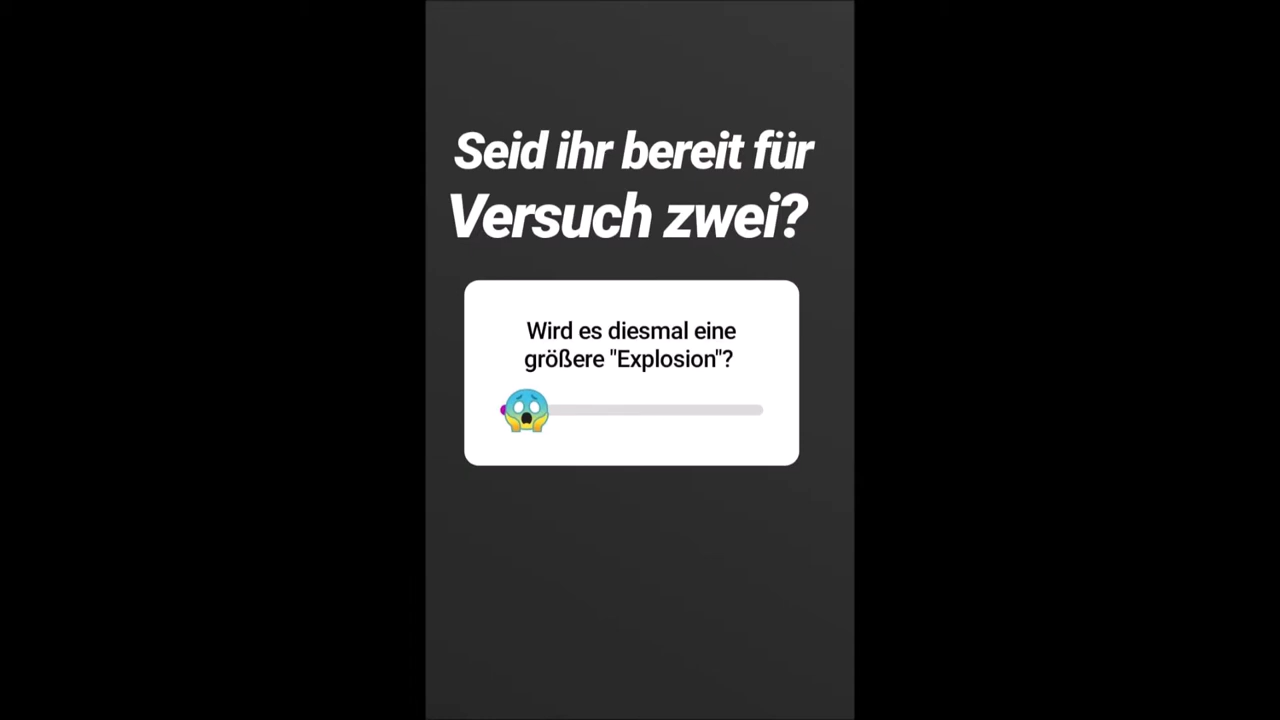 Seid ihr bereit für
Versuch zwei?
Wird es diesmal eine
größere "Explosion"?